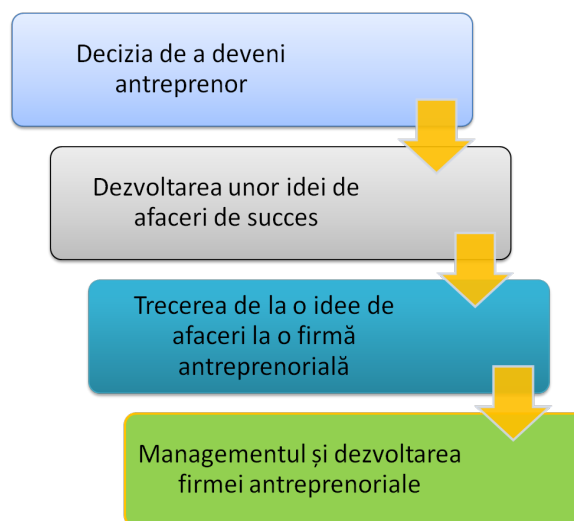 Decizia de a deveni
antreprenor
Dezvoltarea unor idei de
afaceri de succes
Trecerea de la o idee de
afaceri la o firmă
antreprenorială
Managementul și dezvoltarea
firmei antreprenoriale